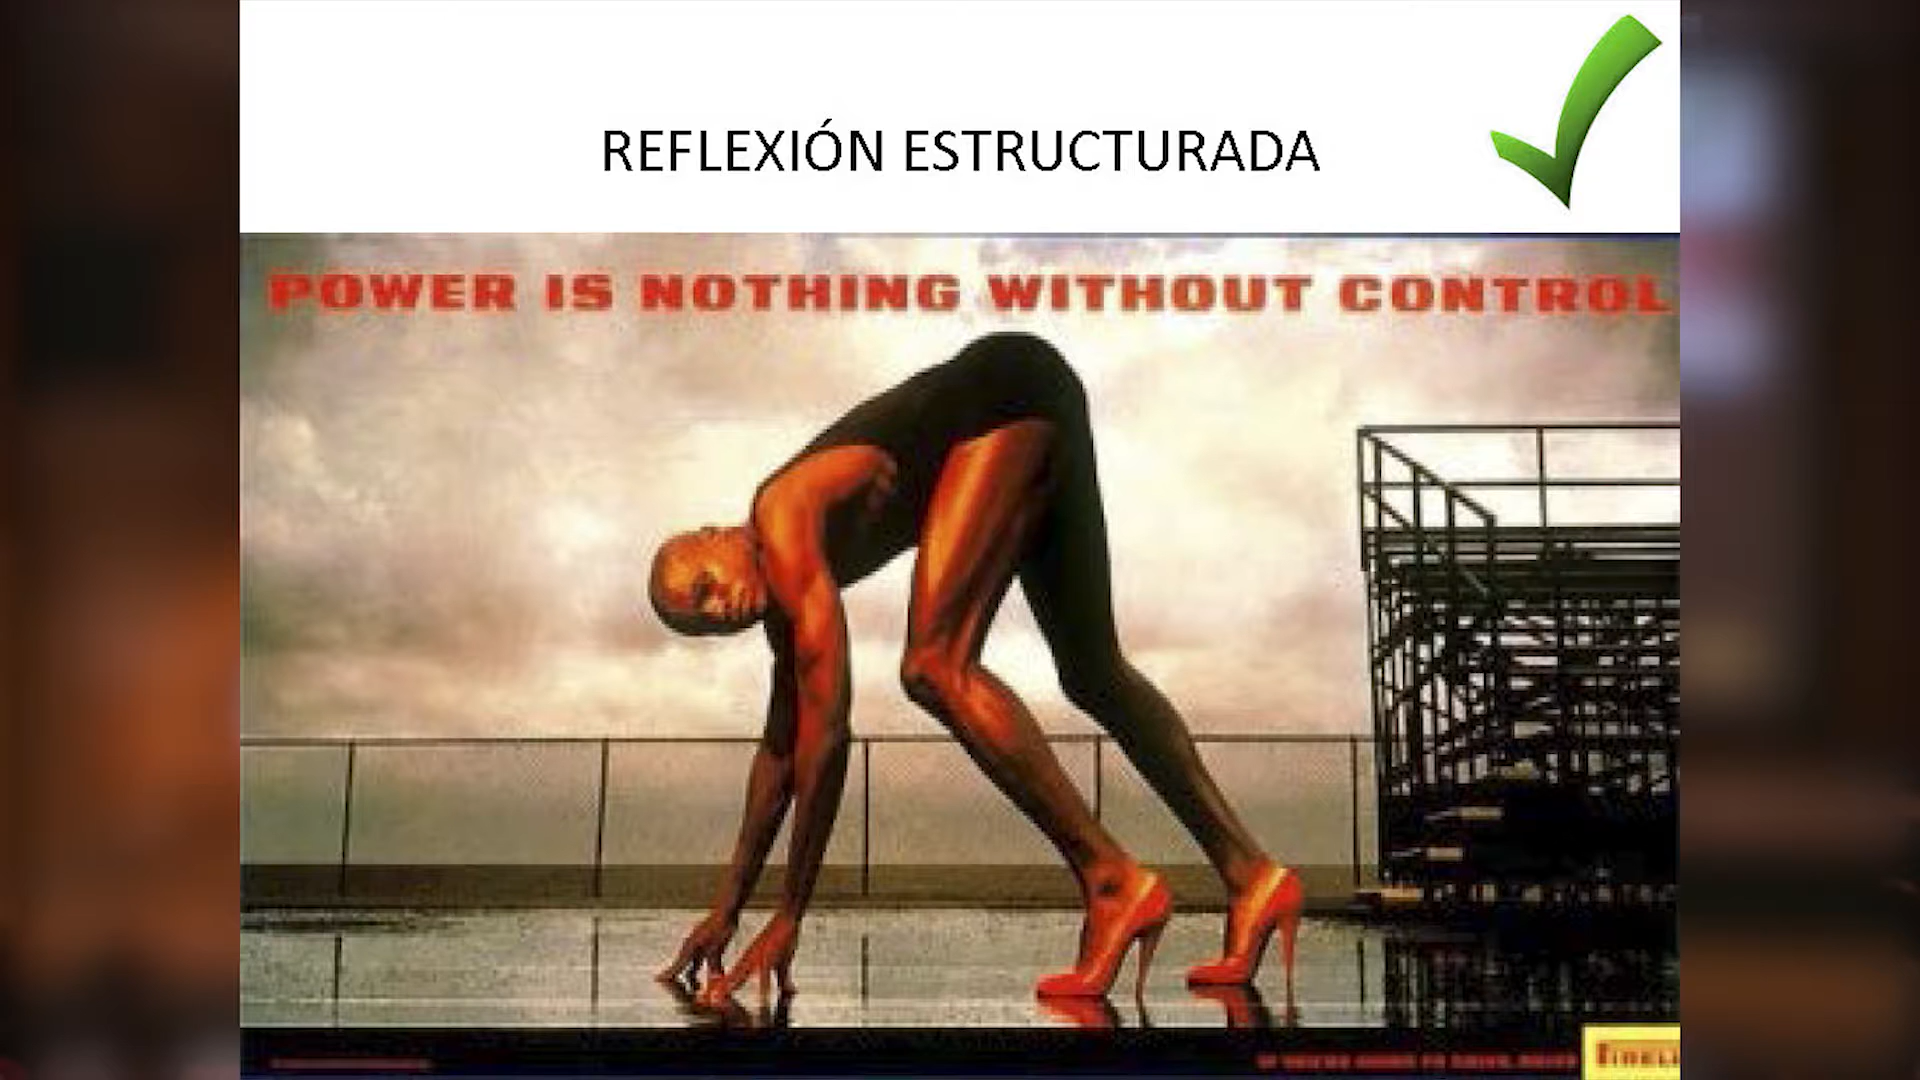 REFLEXIÓN ESTRUCTURADA
POWER IS NOTHING WITHOUT CONTROL
PIRELLI